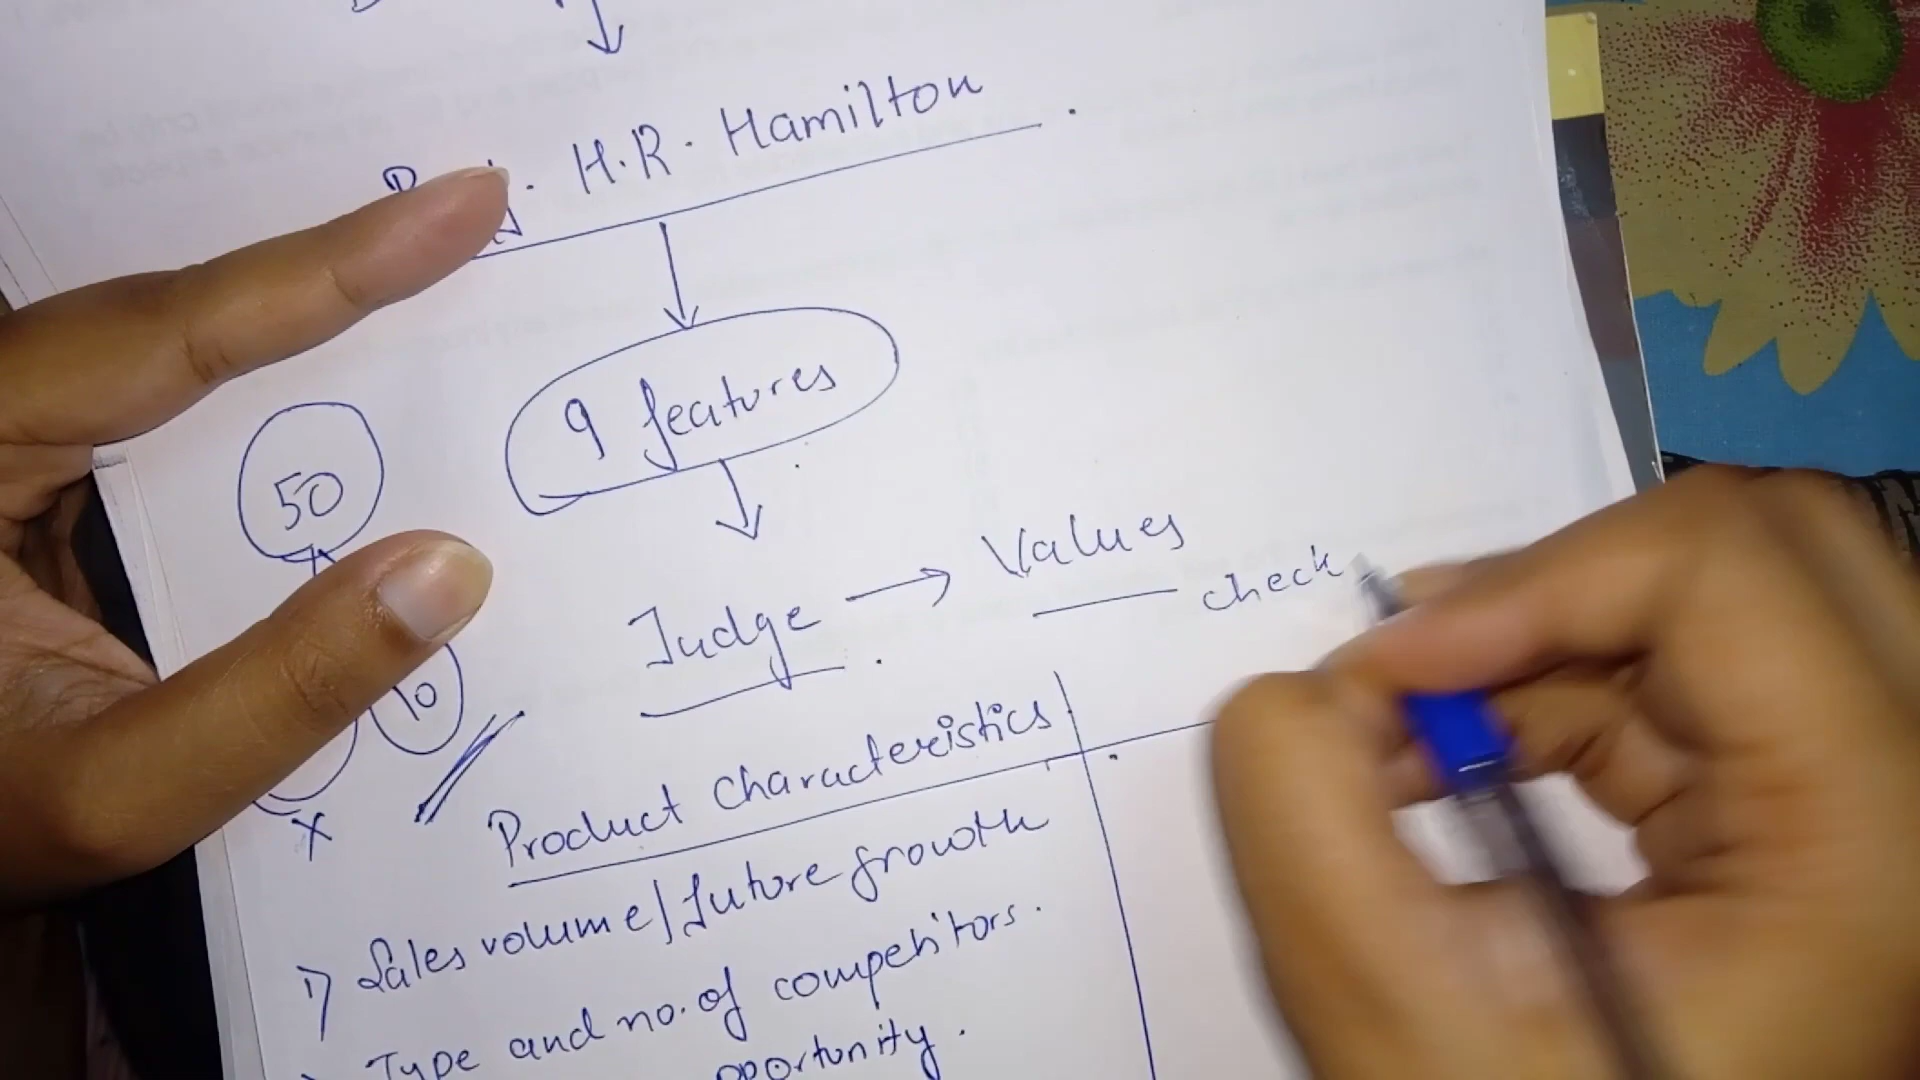 H.R. Hamilton
9 features
50
Values
Judge
check
10
Product Characteristics
1) Sales volume/future growth
Type and no. of competitors.
opportunity.